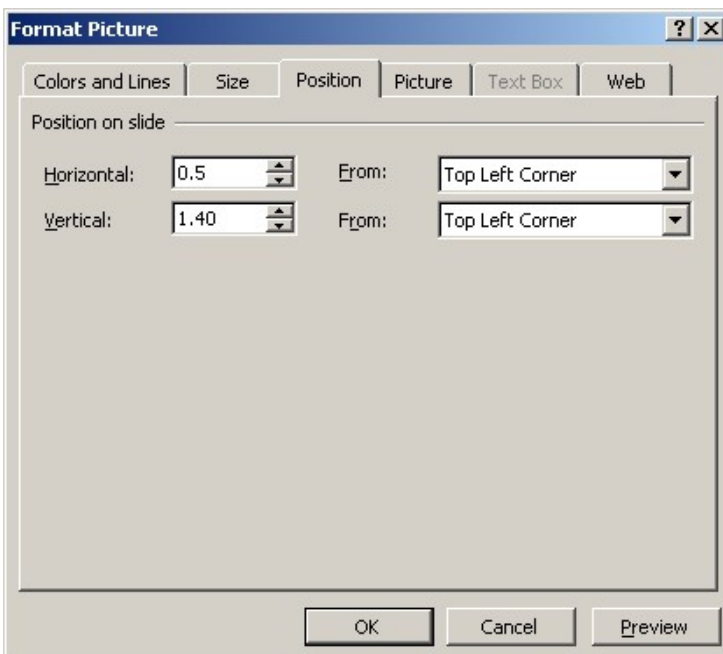 Format Picture
Colors and Lines Size Position Picture Text Box Web
Position on slide
Horizontal: 0.5 From: Top Left Corner
Vertical: 1.40 From: Top Left Corner
OK Cancel Preview